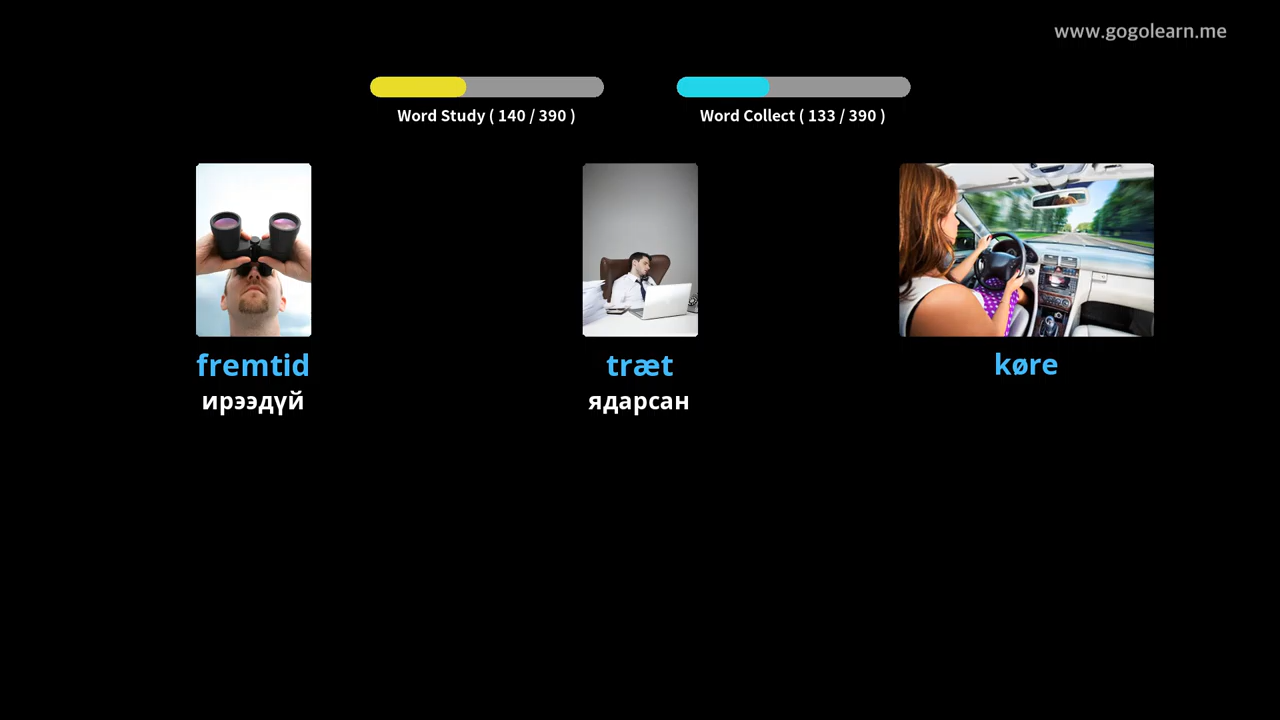 www.gogolearn.me
Word Study ( 140 / 390 )
Word Collect ( 133 / 390 )
fremtid
ирээдүй
træt
ядарсан
køre